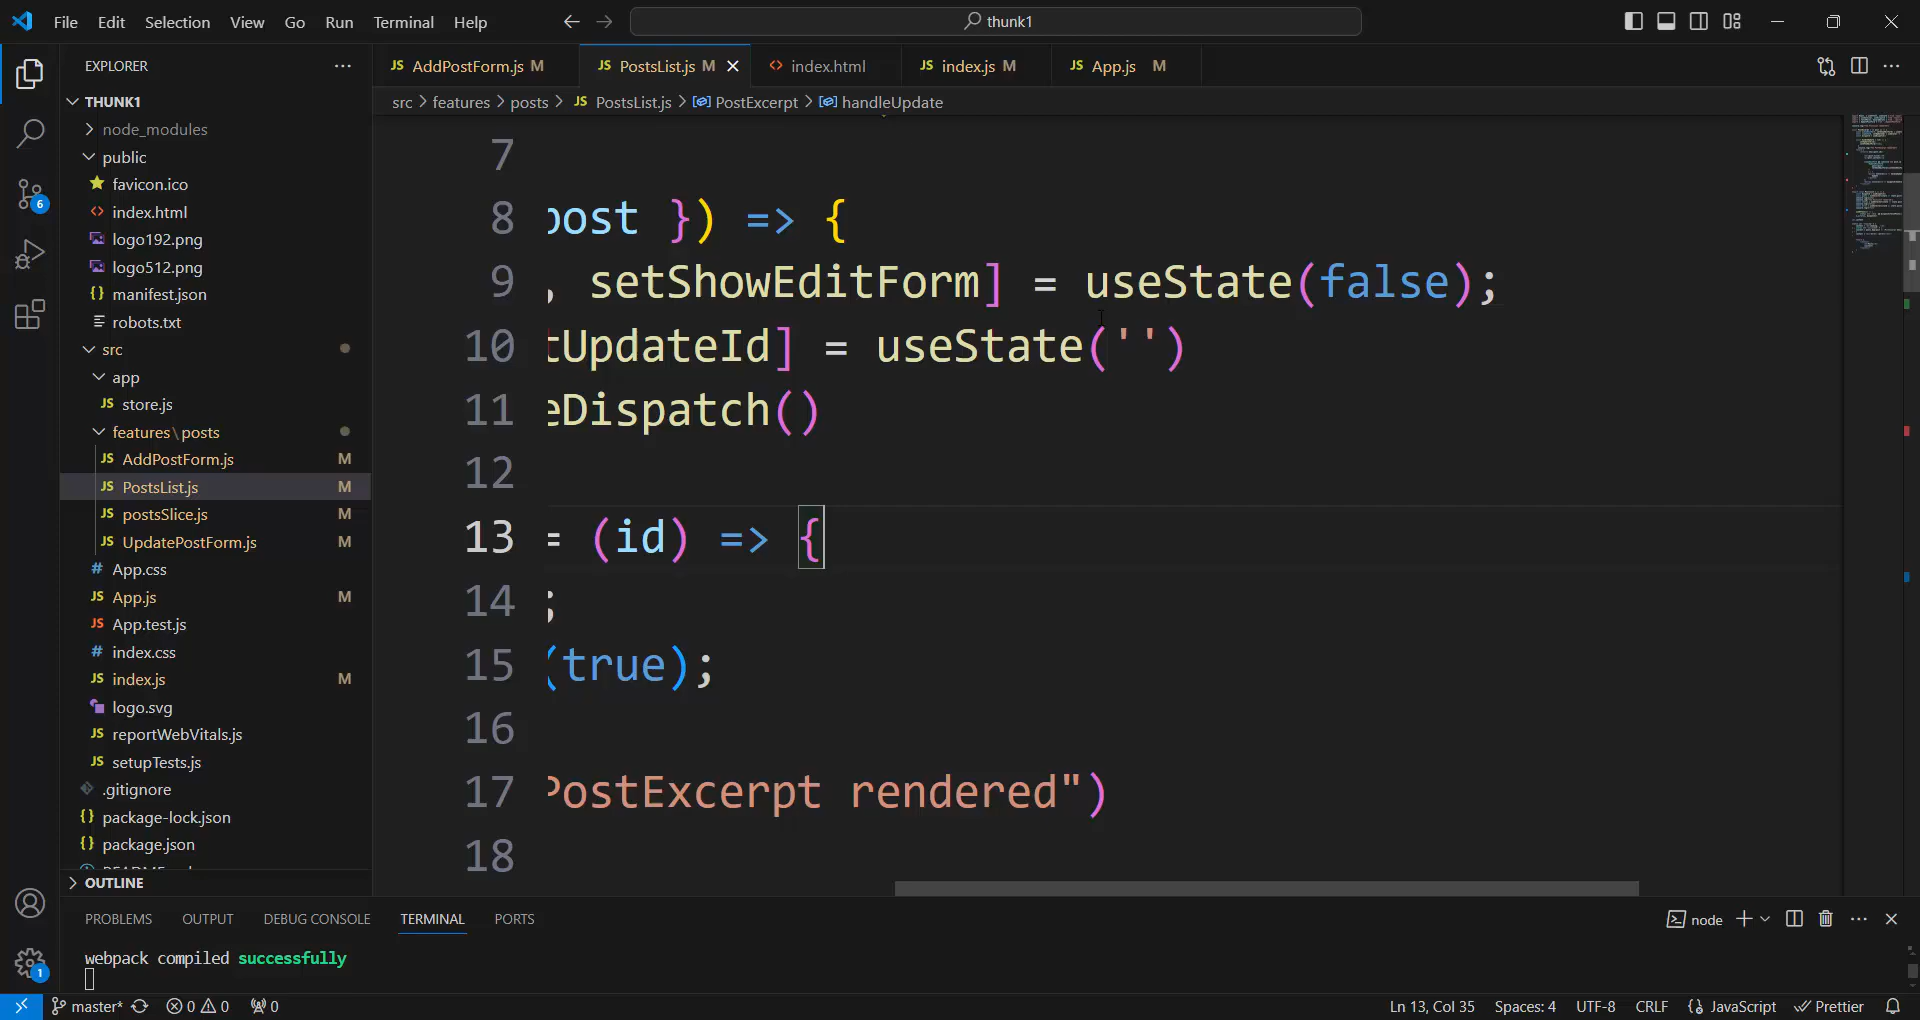 File Edit Selection View Go Run Terminal Help
thunk1
EXPLORER
THUNK1
node_modules
public
favicon.ico
index.html
logo192.png
logo512.png
manifest.json
robots.txt
src
app
store.js
features\posts
AddPostForm.js M
PostsList.js M
postsSlice.js M
UpdatePostForm.js M
App.css
App.js M
App.test.js
index.css
index.js M
logo.svg
reportWebVitals.js
setupTests.js
.gitignore
package-lock.json
package.json
OUTLINE
6
1
JS AddPostForm.js M JS PostsList.js M index.html JS index.js M JS App.js M
src > features > posts > JS PostsList.js > PostExcerpt > handleUpdate
7
8 post }) => {
9 , setShowEditForm] = useState(false);
10 tUpdateId] = useState('')
11 eDispatch()
12
13 = (id) => {
14 ;
15 (true);
16
17 PostExcerpt rendered")
18
PROBLEMS OUTPUT DEBUG CONSOLE TERMINAL PORTS
node
webpack compiled successfully
master* 0 0 0
Ln 13, Col 35 Spaces: 4 UTF-8 CRLF {} JavaScript Prettier